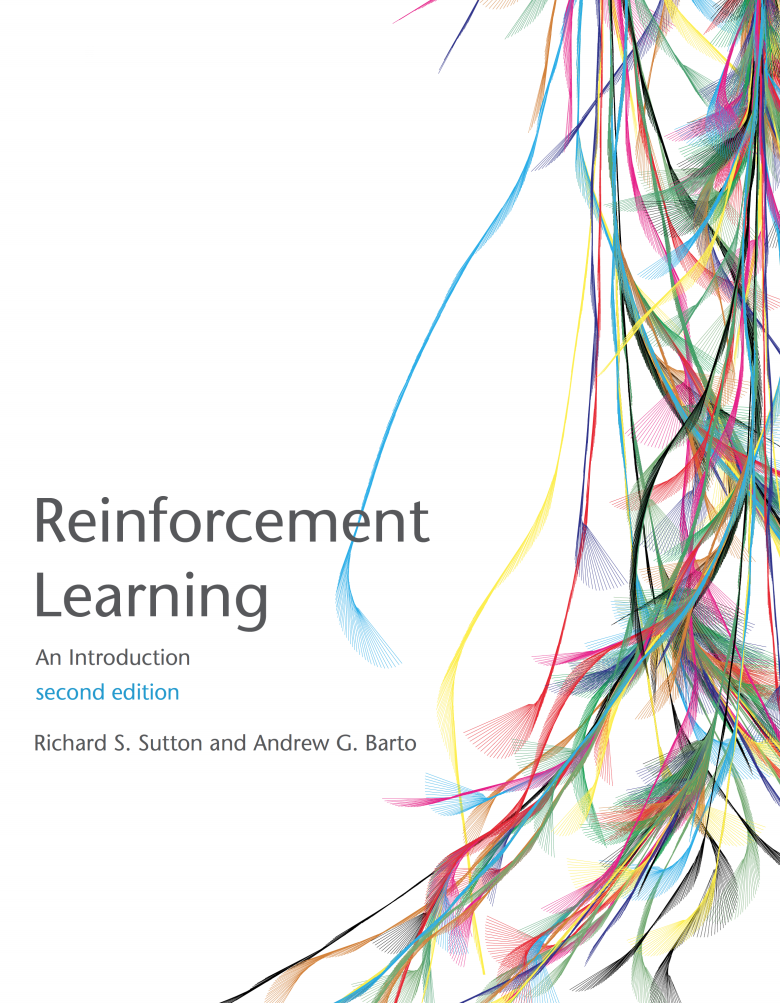 Reinforcement
Learning
An Introduction
second edition
Richard S. Sutton and Andrew G. Barto